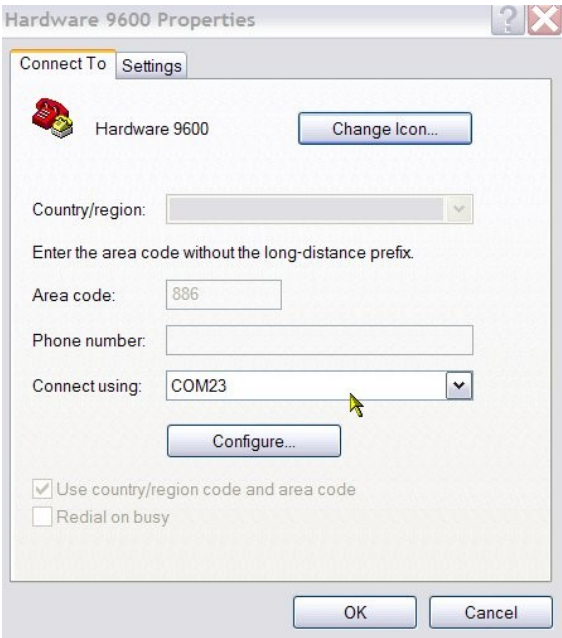 Hardware 9600 Properties
Connect To Settings
Hardware 9600 Change Icon...
Country/region:
Enter the area code without the long-distance prefix.
Area code: 886
Phone number:
Connect using: COM23
Configure...
Use country/region code and area code
Redial on busy
OK Cancel